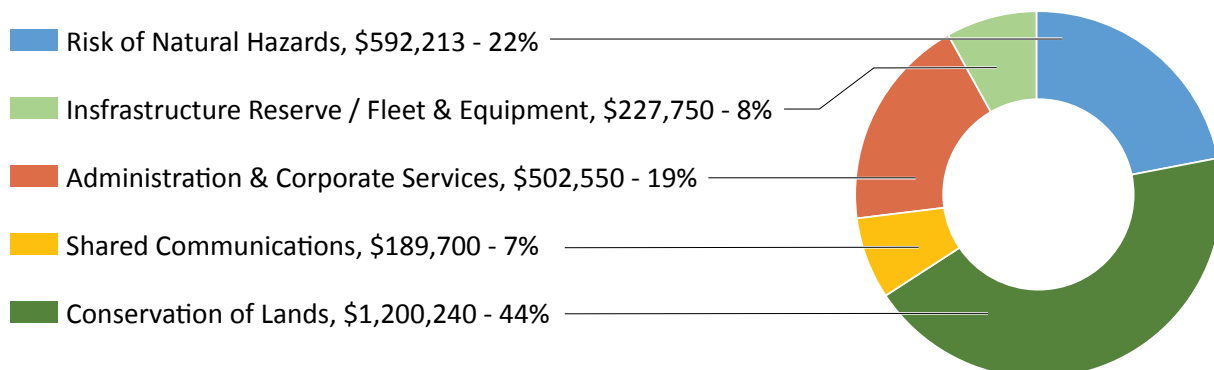 Risk of Natural Hazards, $592,213 - 22%
Insfrastructure Reserve / Fleet & Equipment, $227,750 - 8%
Administration & Corporate Services, $502,550 - 19%
Shared Communications, $189,700 - 7%
Conservation of Lands, $1,200,240 - 44%